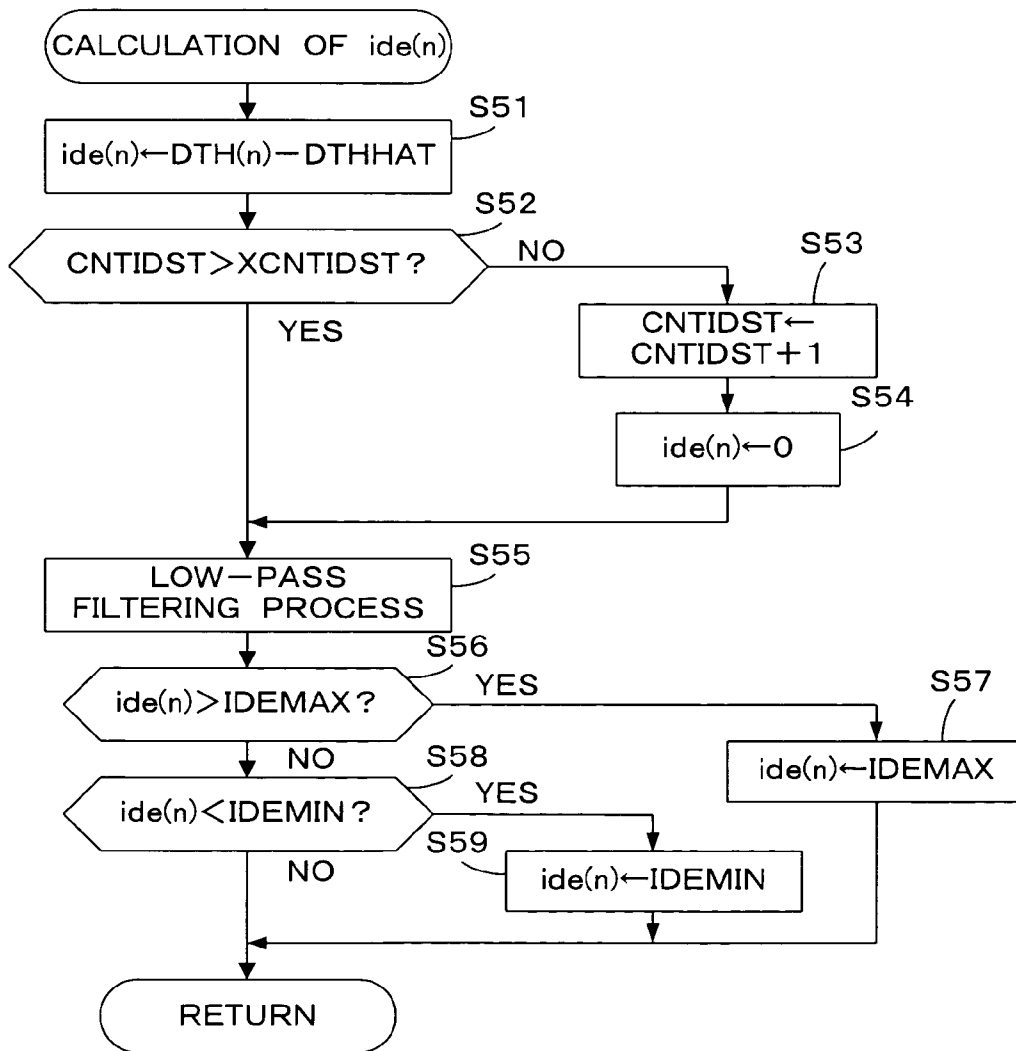 CALCULATION OF ide(n)
S51
ide(n)←DTH(n)−DTHHAT
S52
CNTIDST>XCNTIDST?
NO
S53
YES
CNTIDST←
CNTIDST+1
S54
ide(n)←0
S55
LOW−PASS
FILTERING PROCESS
S56
ide(n)>IDEMAX?
YES
S57
NO
ide(n)←IDEMAX
S58
ide(n)<IDEMIN?
YES
S59
NO
ide(n)←IDEMIN
RETURN